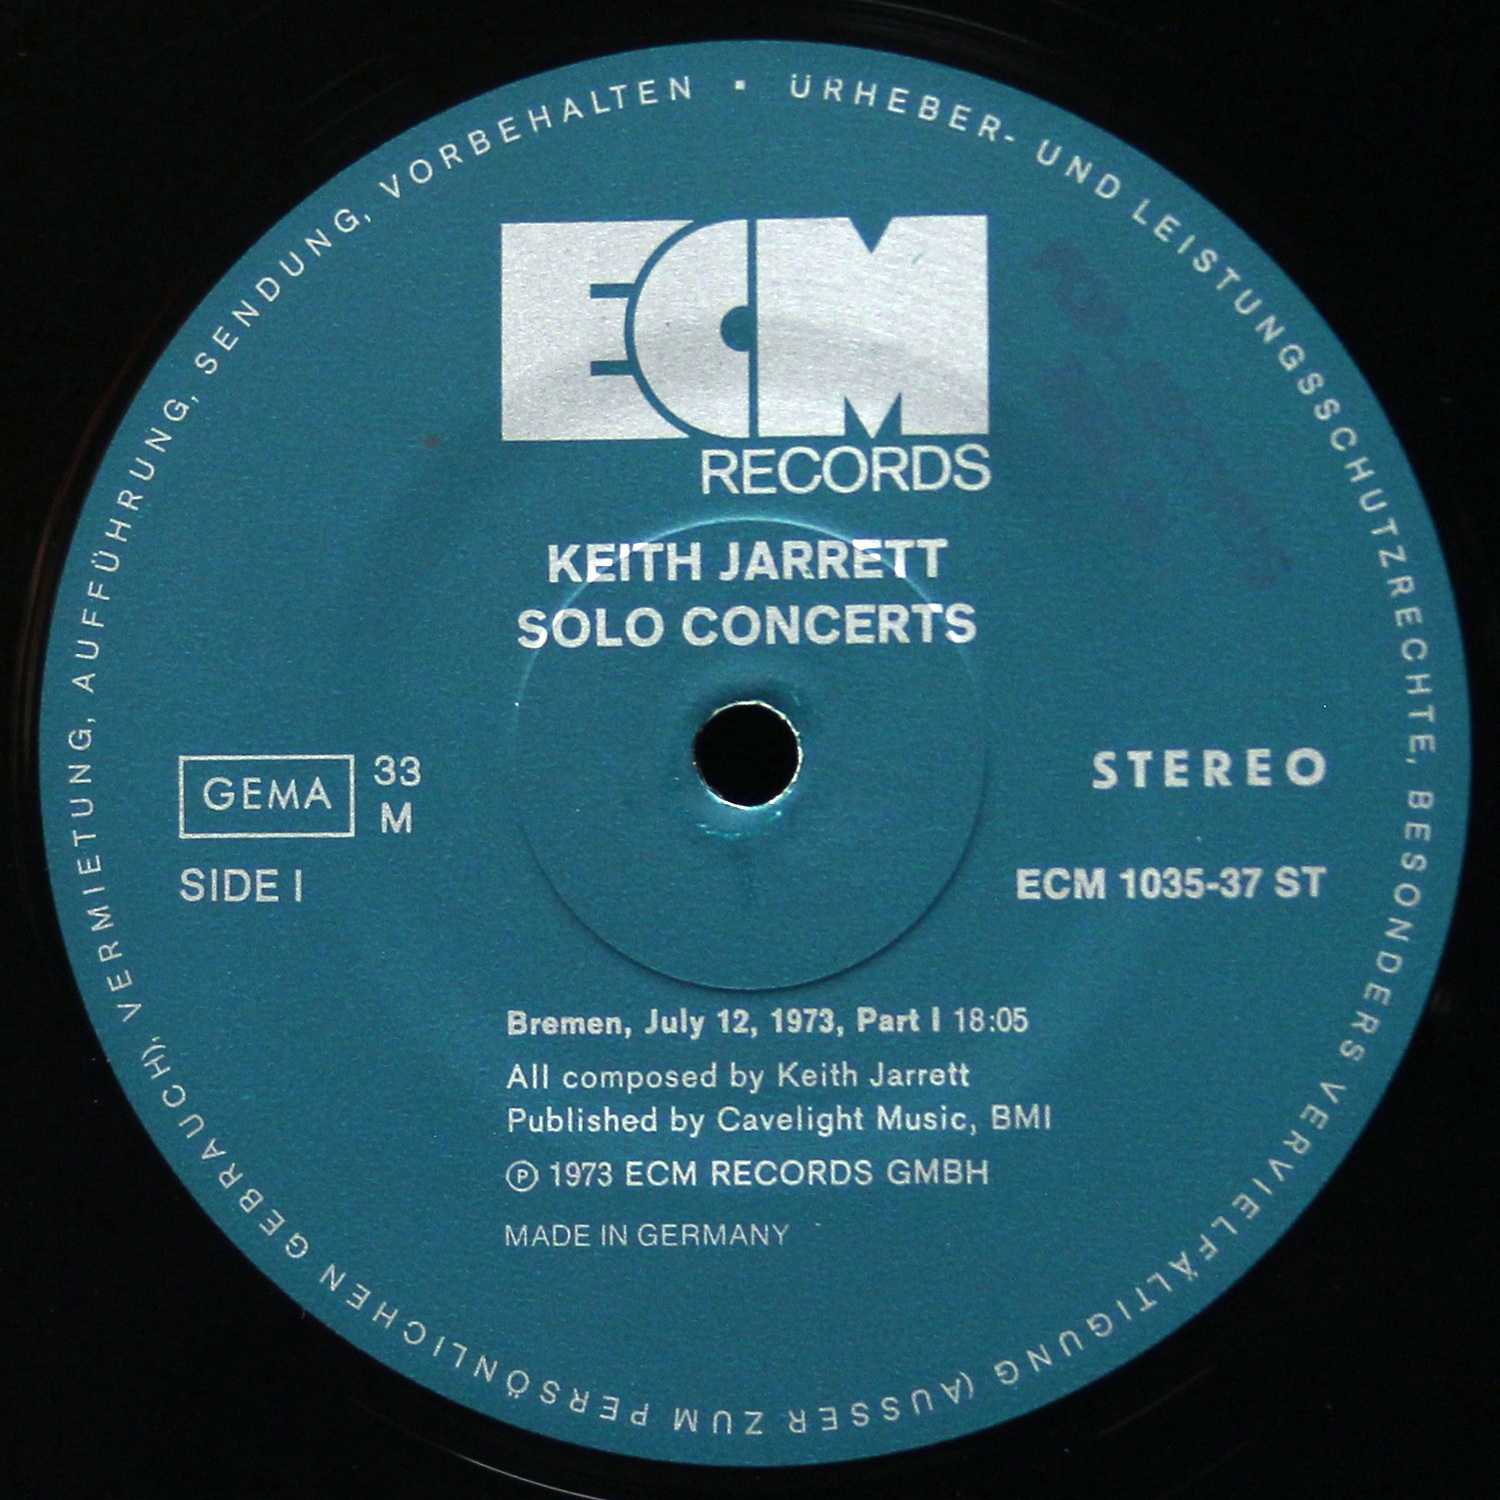 ECM
RECORDS
KEITH JARRETT
SOLO CONCERTS
GEMA
33
M
SIDE I
STEREO
ECM 1035-37 ST
Bremen, July 12, 1973, Part I 18:05
All composed by Keith Jarrett
Published by Cavelight Music, BMI
Ⓟ 1973 ECM RECORDS GMBH
MADE IN GERMANY
▪ URHEBER- UND LEISTUNGSSCHUTZRECHTE, BESONDERS VERVIELFÄLTIGUNG (AUSSER ZUM PERSÖNLICHEN GEBRAUCH), VERMIETUNG, AUFFÜHRUNG, SENDUNG, VORBEHALTEN